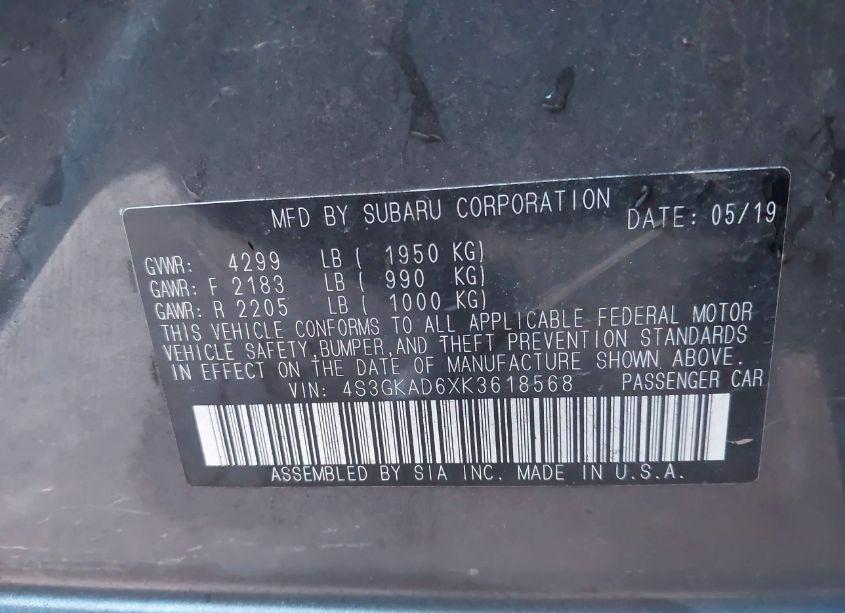 MFD BY SUBARU CORPORATION DATE: 05/19
GVWR: 4299 LB ( 1950 KG)
GAWR: F 2183 LB ( 990 KG)
GAWR: R 2205 LB ( 1000 KG)
THIS VEHICLE CONFORMS TO ALL APPLICABLE FEDERAL MOTOR
VEHICLE SAFETY,BUMPER,AND THEFT PREVENTION STANDARDS
IN EFFECT ON THE DATE OF MANUFACTURE SHOWN ABOVE.
VIN: 4S3GKAD6XK3618568 PASSENGER CAR
ASSEMBLED BY SIA INC. MADE IN U.S.A.